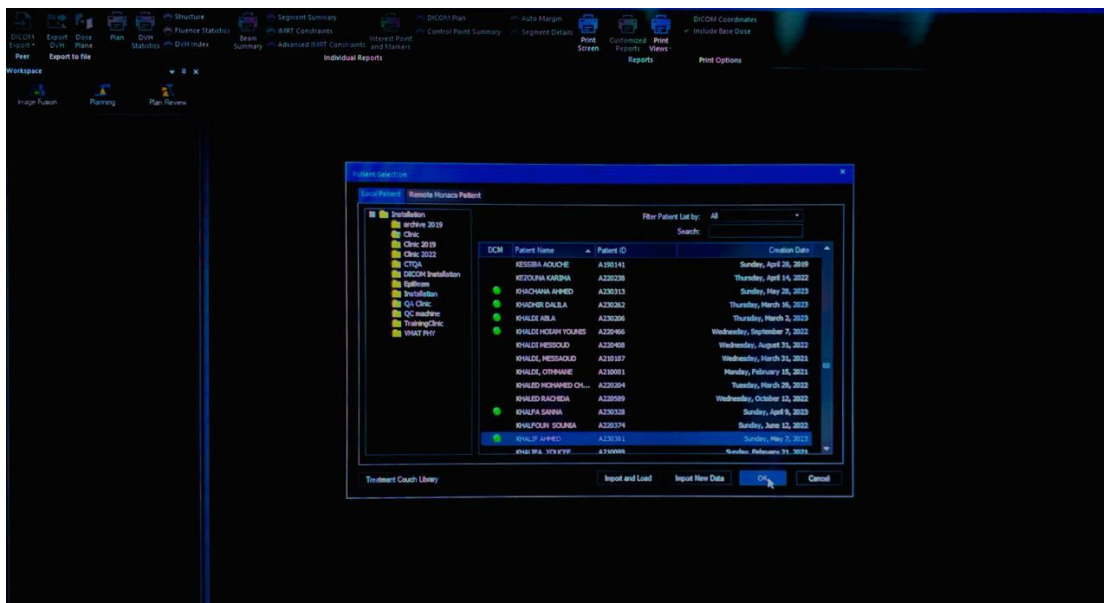 Structure
Fluence Statistics
DVH Index
Segment Summary
IMRT Constraints
Advanced IMRT Constraints
DICOM Plan
Control Point Summary
Auto Margin
Segment Details
DICOM Coordinates
Include Base Dose
DICOM Export
Export DVH
Dose Plane
Plan
DVH Statistics
Beam Summary
Interest Point and Markers
Print Screen
Customized Reports
Print Views
Peer
Export to file
Individual Reports
Reports
Print Options
Workspace
Image Fusion
Planning
Plan Review
Patient Selection
Local Patient
Remote Monaco Patient
Installation
archive 2019
Clinic
Clinic 2019
Clinic 2022
CTQA
DICOM Installation
EpiBeam
Installation
QA Clinic
QC machine
TrainingClinic
VMAT PHY
Filter Patient List by: All
Search:
DCM Patient Name Patient ID Creation Date
KESSIBA AOUCHE A190141 Sunday, April 28, 2019
KEZOUNA KARIMA A220238 Thursday, April 14, 2022
KHACHANA AHMED A230313 Sunday, May 28, 2023
KHADHIR DALILA A230262 Thursday, March 16, 2023
KHALDI ABLA A230206 Thursday, March 2, 2023
KHALDI HOIAM YOUNES A220466 Wednesday, September 7, 2022
KHALDI MESSOUD A220408 Wednesday, August 31, 2022
KHALDI, MESSAOUD A210187 Wednesday, March 31, 2021
KHALDI, OTHMANE A210081 Monday, February 15, 2021
KHALED MOHAMED CH... A220204 Tuesday, March 29, 2022
KHALED RACHIDA A220589 Wednesday, October 12, 2022
KHALFA SANNA A230328 Sunday, April 9, 2023
KHALFOUN SOUNIA A220374 Sunday, June 12, 2022
KHALIF AHMED A230381 Sunday, May 7, 2023
KHALIFA, YOUCEF A210099 Sunday, February 21, 2021
Treatment Couch Library
Import and Load
Import New Data
OK
Cancel